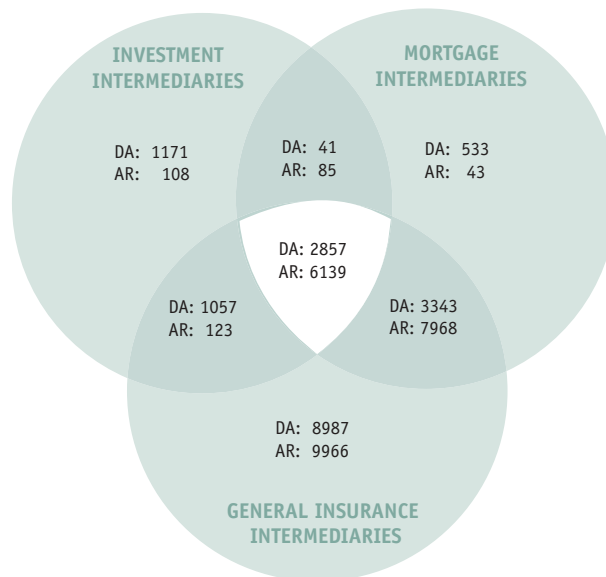 INVESTMENT
INTERMEDIARIES
MORTGAGE
INTERMEDIARIES
DA: 1171
AR: 108
DA: 41
AR: 85
DA: 533
AR: 43
DA: 2857
AR: 6139
DA: 1057
AR: 123
DA: 3343
AR: 7968
DA: 8987
AR: 9966
GENERAL INSURANCE
INTERMEDIARIES